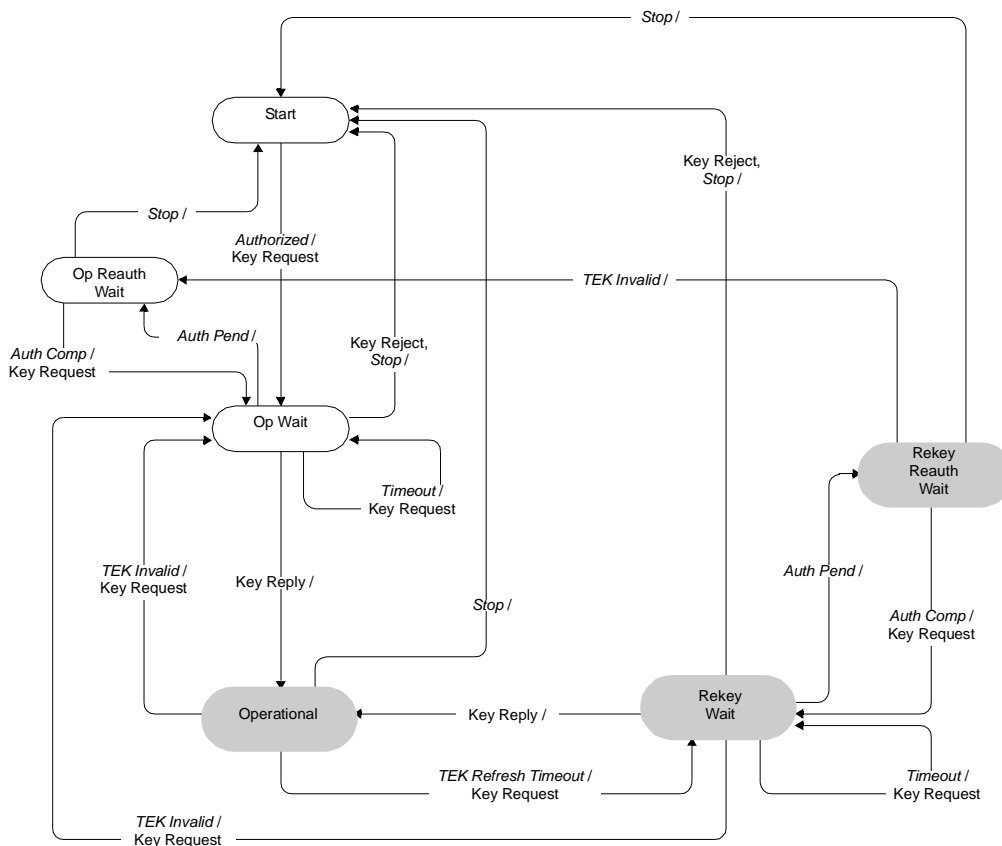 Stop /
Start
Key Reject,
Stop /
Stop /
Authorized /
Key Request
Op Reauth
Wait
TEK Invalid /
Auth Pend /
Key Reject,
Stop /
Auth Comp /
Key Request
Op Wait
Rekey
Reauth
Wait
Timeout /
Key Request
TEK Invalid /
Key Request
Key Reply /
Auth Pend /
Stop /
Auth Comp /
Key Request
Operational
Key Reply /
Rekey
Wait
TEK Refresh Timeout /
Key Request
Timeout /
Key Request
TEK Invalid /
Key Request